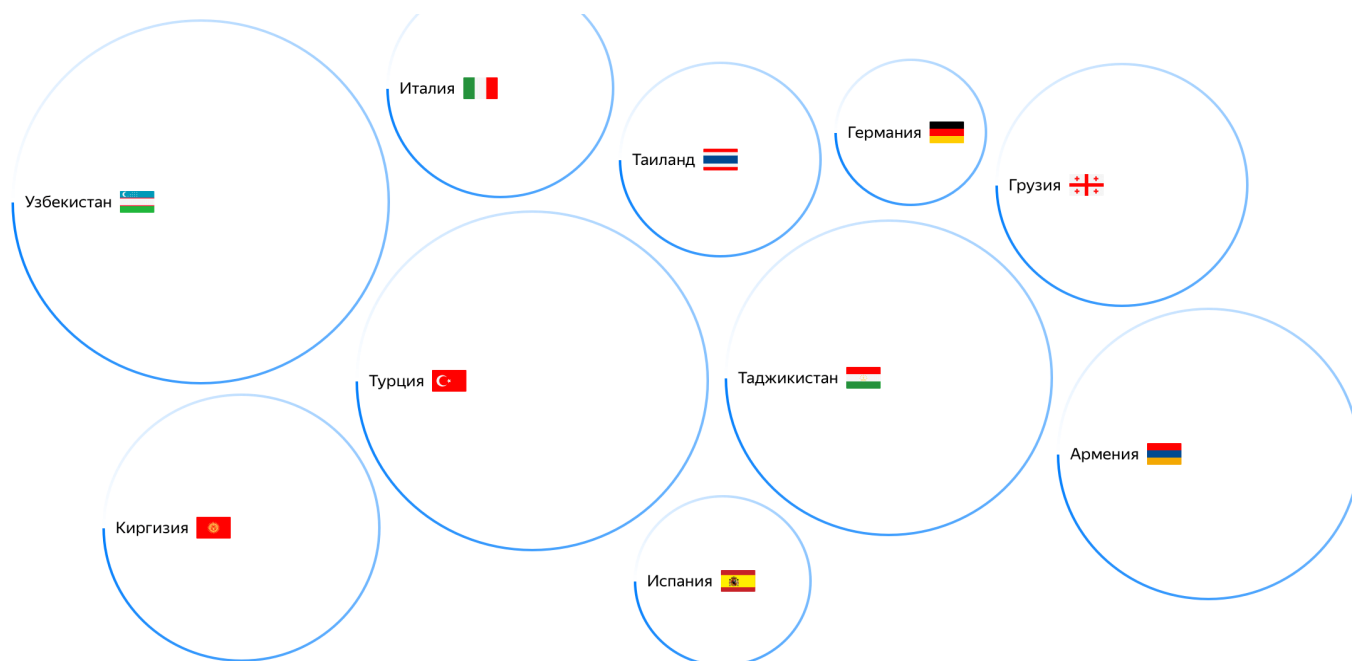 Италия
Германия
Таиланд
Грузия
Узбекистан
Турция
Таджикистан
Армения
Киргизия
Испания